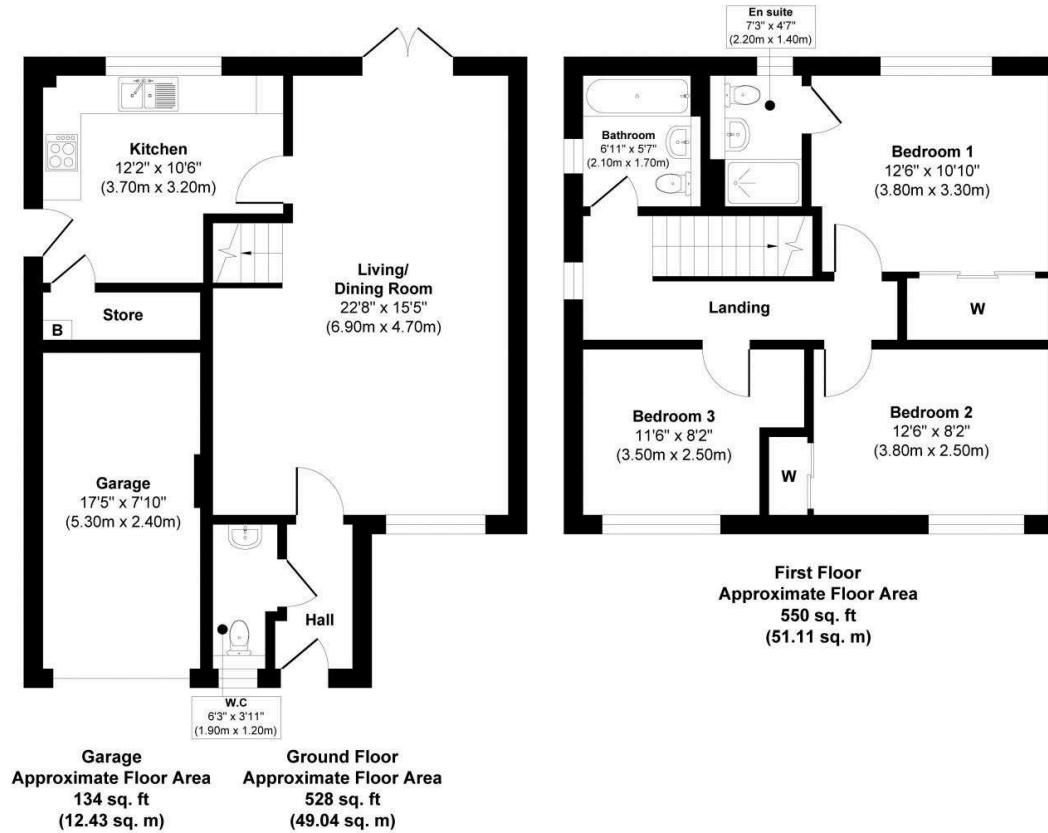 Kitchen
12'2" x 10'6"
(3.70m x 3.20m)
Store
B
Living/
Dining Room
22'8" x 15'5"
(6.90m x 4.70m)
Garage
17'5" x 7'10"
(5.30m x 2.40m)
Hall
W.C
6'3" x 3'11"
(1.90m x 1.20m)
Garage
Approximate Floor Area
134 sq. ft
(12.43 sq. m)
Ground Floor
Approximate Floor Area
528 sq. ft
(49.04 sq. m)
En suite
7'3" x 4'7"
(2.20m x 1.40m)
Bathroom
6'11" x 5'7"
(2.10m x 1.70m)
Bedroom 1
12'6" x 10'10"
(3.80m x 3.30m)
Landing
W
Bedroom 3
11'6" x 8'2"
(3.50m x 2.50m)
W
Bedroom 2
12'6" x 8'2"
(3.80m x 2.50m)
First Floor
Approximate Floor Area
550 sq. ft
(51.11 sq. m)